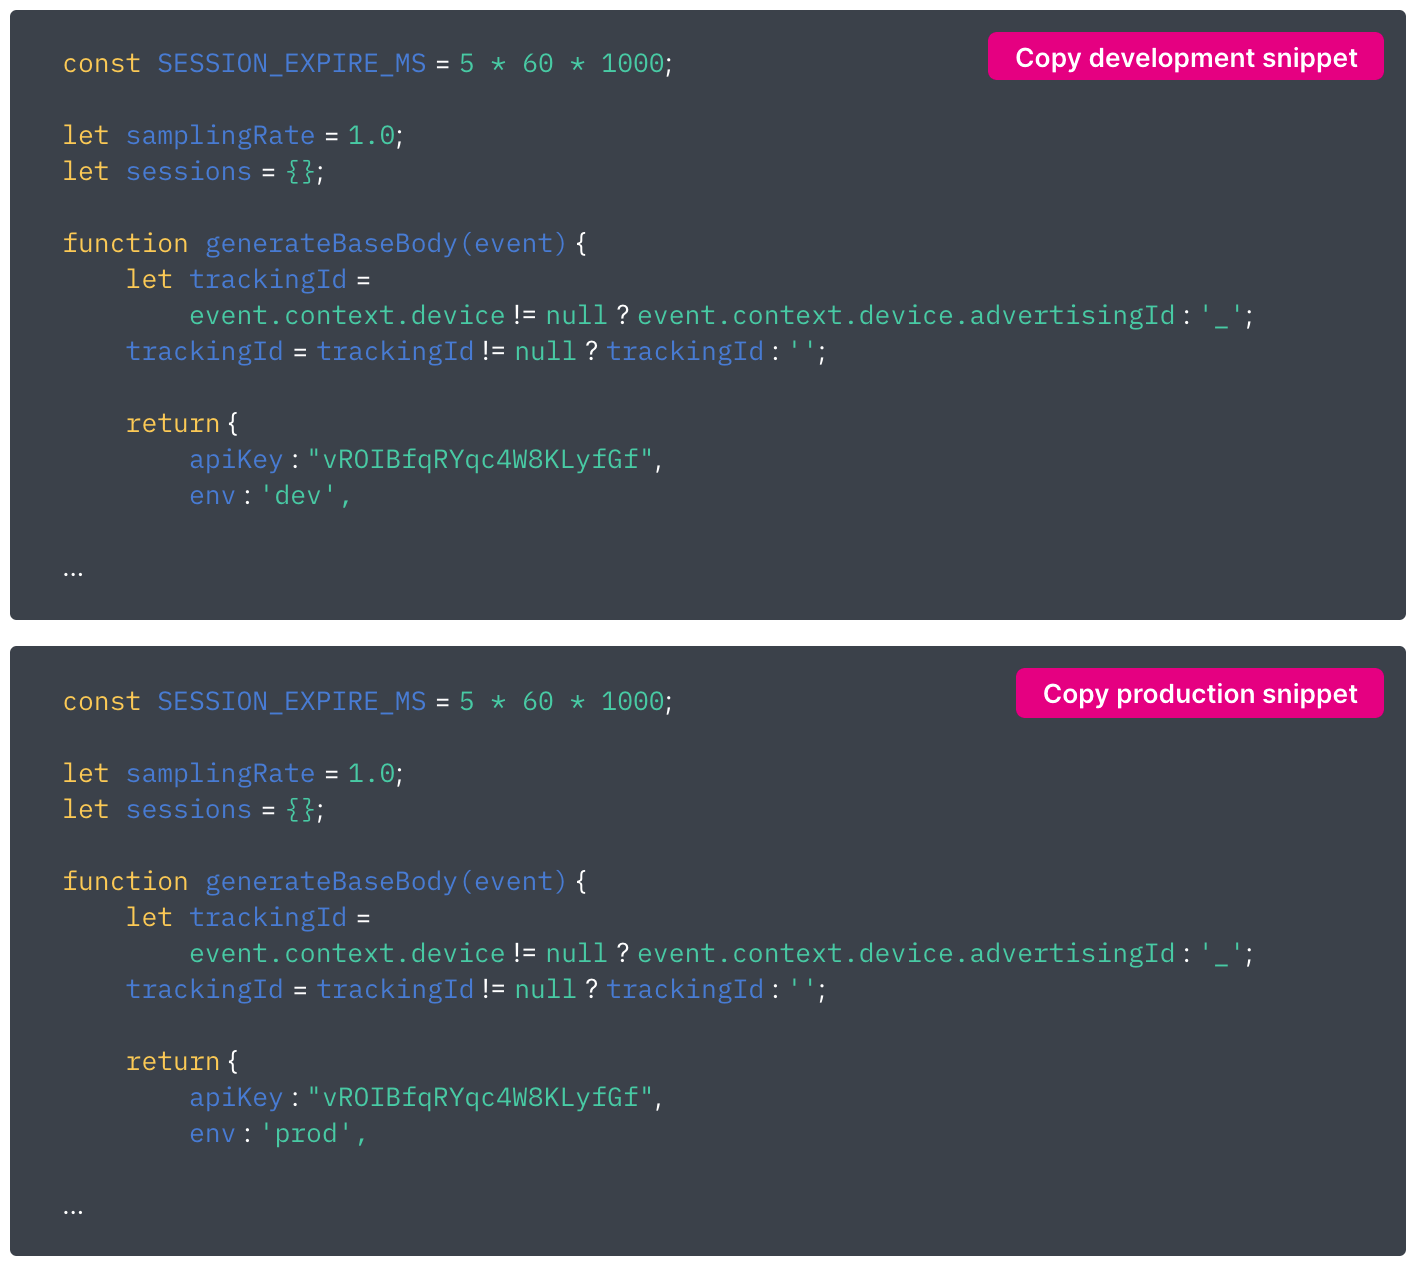 const SESSION_EXPIRE_MS = 5 * 60 * 1000;
Copy development snippet
let samplingRate = 1.0;
let sessions = {};
function generateBaseBody(event) {
let trackingId =
event.context.device != null ? event.context.device.advertisingId : '_';
trackingId = trackingId != null ? trackingId : '';
return {
apiKey : "vROIBfqRYqc4W8KLyfGf",
env : 'dev',
...
const SESSION_EXPIRE_MS = 5 * 60 * 1000;
Copy production snippet
let samplingRate = 1.0;
let sessions = {};
function generateBaseBody(event) {
let trackingId =
event.context.device != null ? event.context.device.advertisingId : '_';
trackingId = trackingId != null ? trackingId : '';
return {
apiKey : "vROIBfqRYqc4W8KLyfGf",
env : 'prod',
...